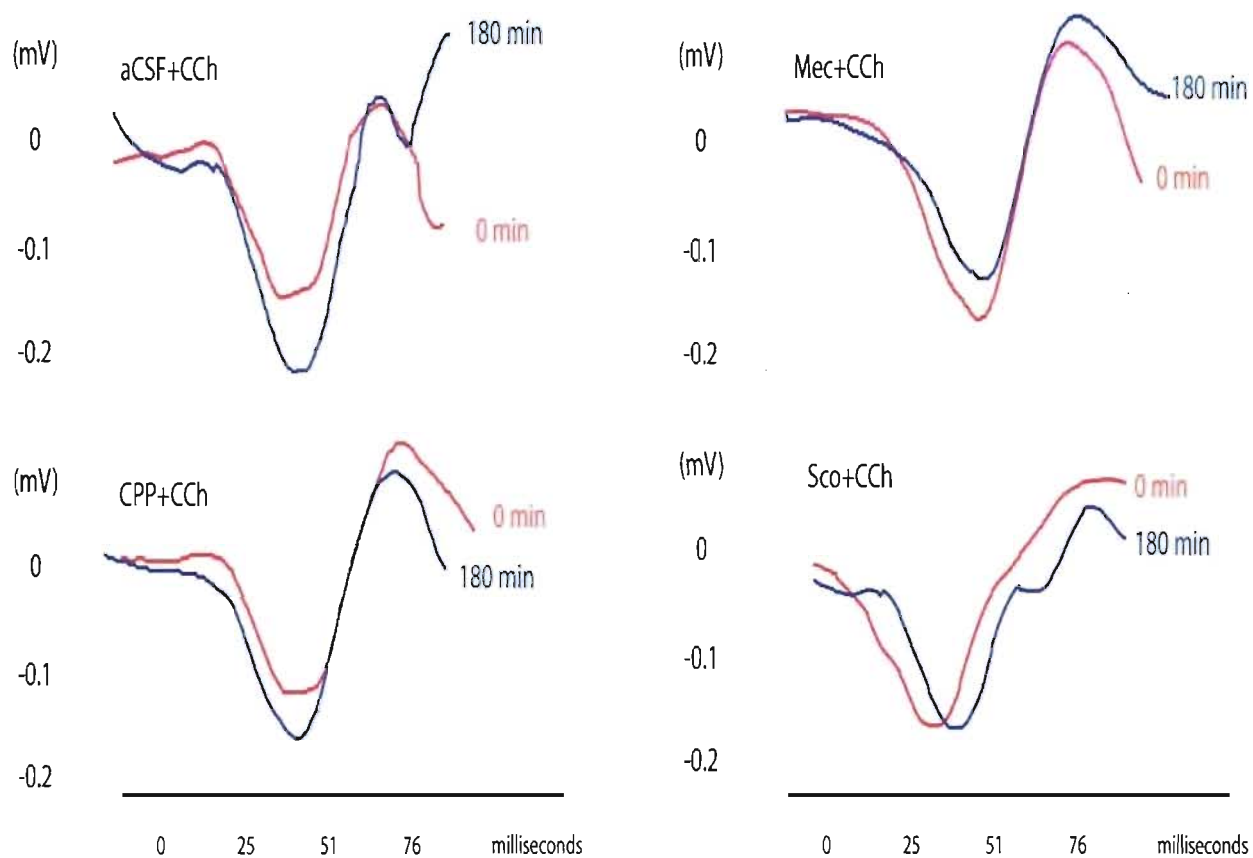 (mV)
aCSF+CCh
180 min
0
-0.1
0 min
-0.2
(mV)
Mec+CCh
180 min
0
0 min
-0.1
-0.2
(mV)
CPP+CCh
0 min
0
180 min
-0.1
-0.2
0 25 51 76 milliseconds
(mV)
Sco+CCh
0 min
180 min
0
-0.1
-0.2
0 25 51 76 milliseconds